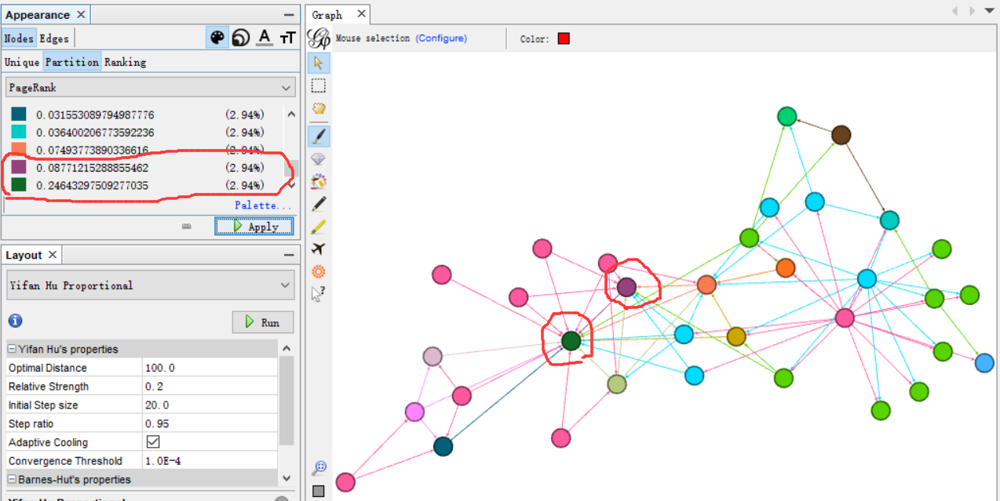 Appearance
Nodes Edges
A T T
Unique Partition Ranking
PageRank
0.031553089794987776 (2.94%)
0.036400206773592236 (2.94%)
0.07493773890336616 (2.94%)
0.08771215288855462 (2.94%)
0.24643297509277035 (2.94%)
Palette...
Apply
Layout
Yifan Hu Proportional
Run
Yifan Hu's properties
Optimal Distance 100.0
Relative Strength 0.2
Initial Step size 20.0
Step ratio 0.95
Adaptive Cooling
Convergence Threshold 1.0E-4
Barnes-Hut's properties
Yifan Hu Proportional
Graph
Mouse selection (Configure) Color: